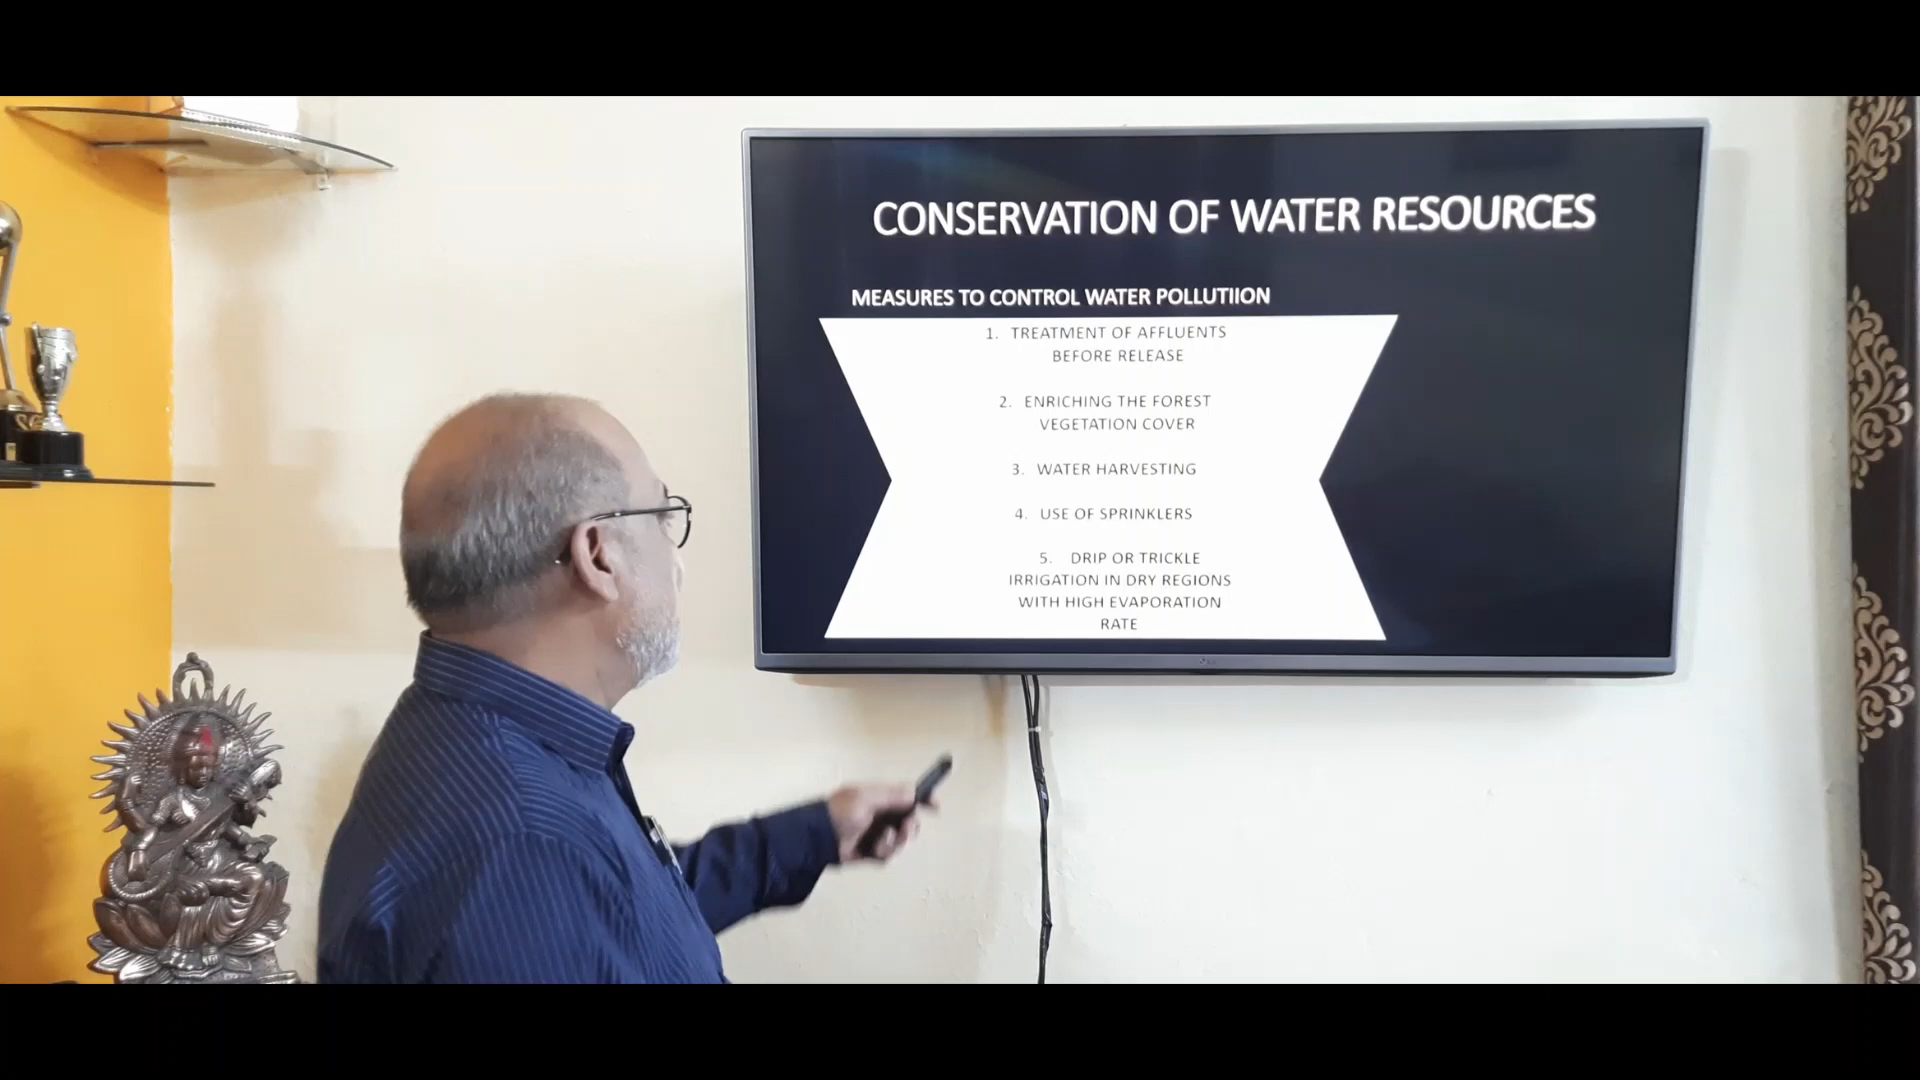 CONSERVATION OF WATER RESOURCES
MEASURES TO CONTROL WATER POLLUTIION
1. TREATMENT OF AFFLUENTS
BEFORE RELEASE
2. ENRICHING THE FOREST
VEGETATION COVER
3. WATER HARVESTING
4. USE OF SPRINKLERS
5. DRIP OR TRICKLE
IRRIGATION IN DRY REGIONS
WITH HIGH EVAPORATION
RATE